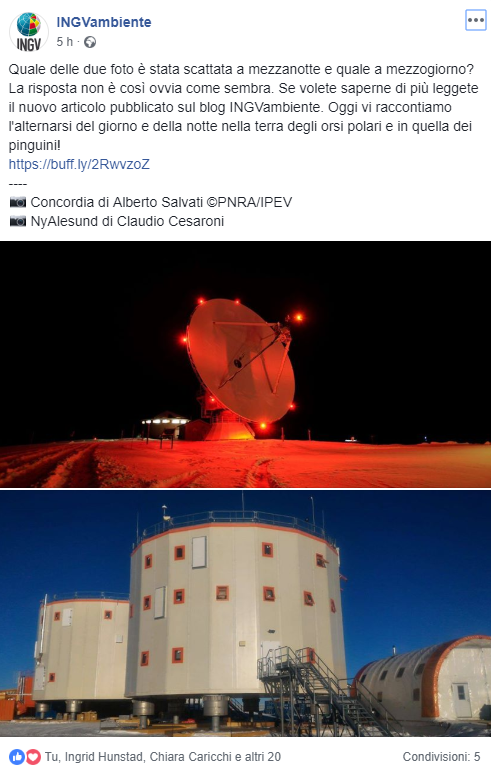 INGVambiente
INGV
5 h ·
Quale delle due foto è stata scattata a mezzanotte e quale a mezzogiorno?
La risposta non è così ovvia come sembra. Se volete saperne di più leggete
il nuovo articolo pubblicato sul blog INGVambiente. Oggi vi raccontiamo
l'alternarsi del giorno e della notte nella terra degli orsi polari e in quella dei
pinguini!
https://buff.ly/2RwvzoZ
----
📷 Concordia di Alberto Salvati ©PNRA/IPEV
📷 NyAlesund di Claudio Cesaroni
Tu, Ingrid Hunstad, Chiara Caricchi e altri 20
Condivisioni: 5